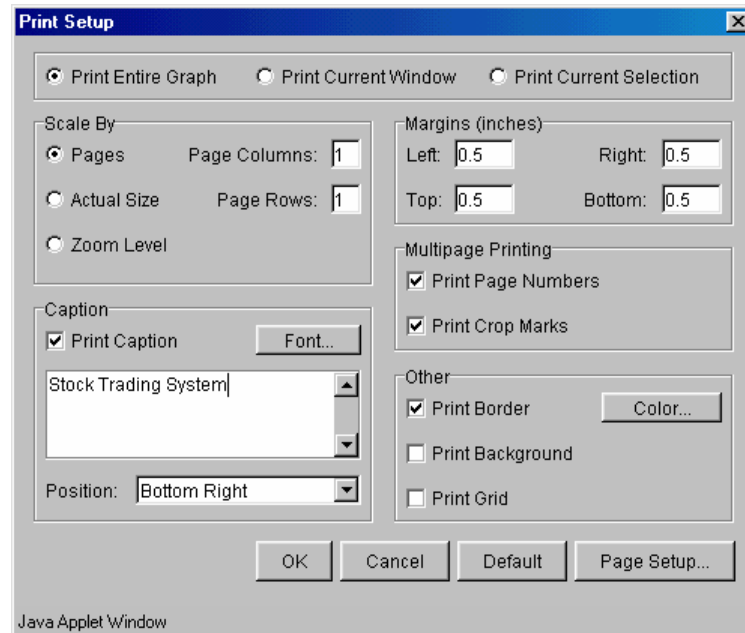 Print Setup
Print Entire Graph Print Current Window Print Current Selection
Scale By
Pages Page Columns: 1
Actual Size Page Rows: 1
Zoom Level
Margins (inches)
Left: 0.5 Right: 0.5
Top: 0.5 Bottom: 0.5
Multipage Printing
Print Page Numbers
Print Crop Marks
Caption
Print Caption Font...
Stock Trading System
Position: Bottom Right
Other
Print Border Color...
Print Background
Print Grid
OK Cancel Default Page Setup...
Java Applet Window